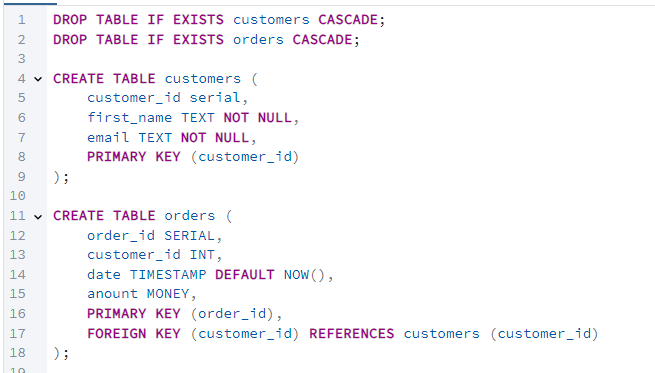 1 DROP TABLE IF EXISTS customers CASCADE;
2 DROP TABLE IF EXISTS orders CASCADE;
3
4 CREATE TABLE customers (
5 customer_id serial,
6 first_name TEXT NOT NULL,
7 email TEXT NOT NULL,
8 PRIMARY KEY (customer_id)
9 );
10
11 CREATE TABLE orders (
12 order_id SERIAL,
13 customer_id INT,
14 date TIMESTAMP DEFAULT NOW(),
15 anount MONEY,
16 PRIMARY KEY (order_id),
17 FOREIGN KEY (customer_id) REFERENCES customers (customer_id)
18 );
19